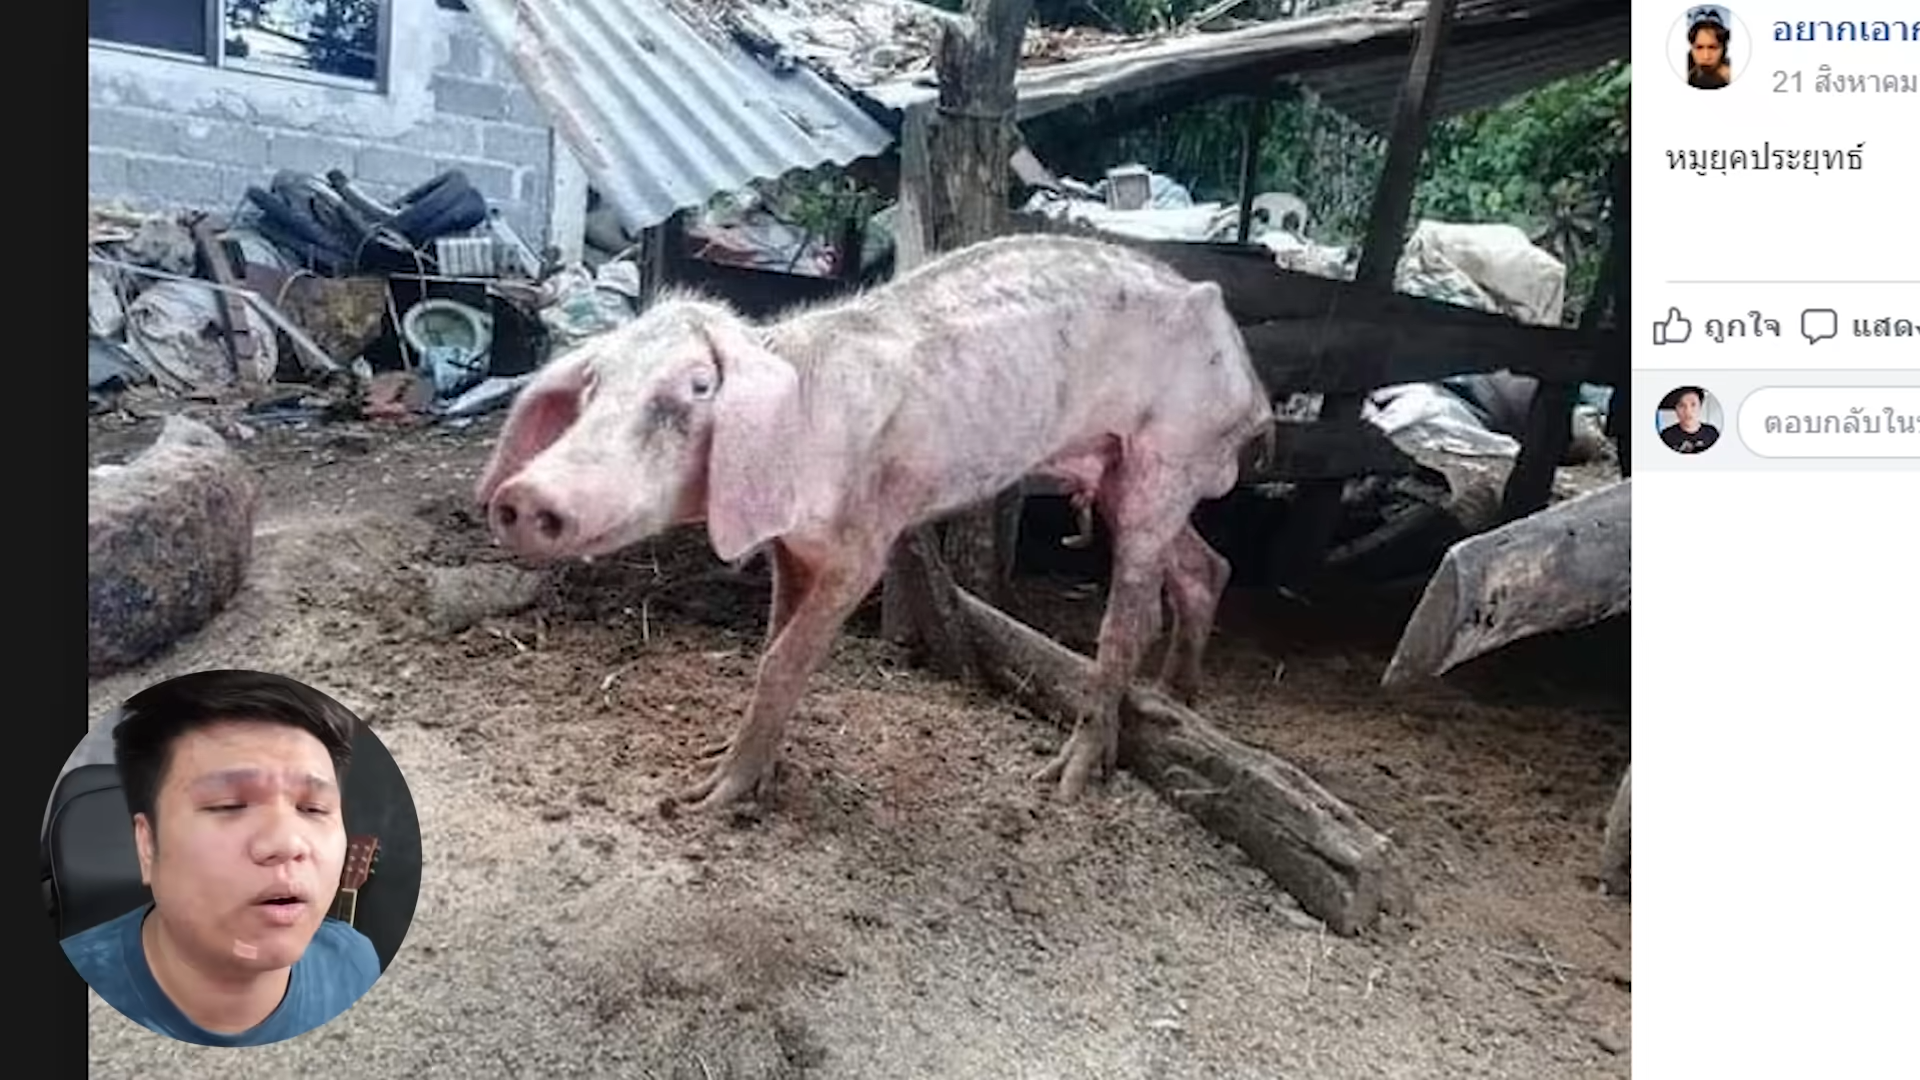 อยากเอา
21 สิงหาคม
หมูยุคประยุทธ์
ถูกใจ
แสด
ตอบกลับใน